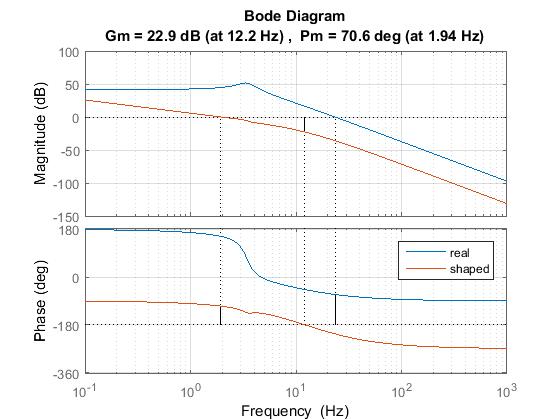 Bode Diagram
Gm = 22.9 dB (at 12.2 Hz) , Pm = 70.6 deg (at 1.94 Hz)
100
50
0
-50
-100
-150
Magnitude (dB)
180
0
-180
-360
Phase (deg)
real
shaped
10^-1
10^0
10^1
10^2
10^3
Frequency (Hz)